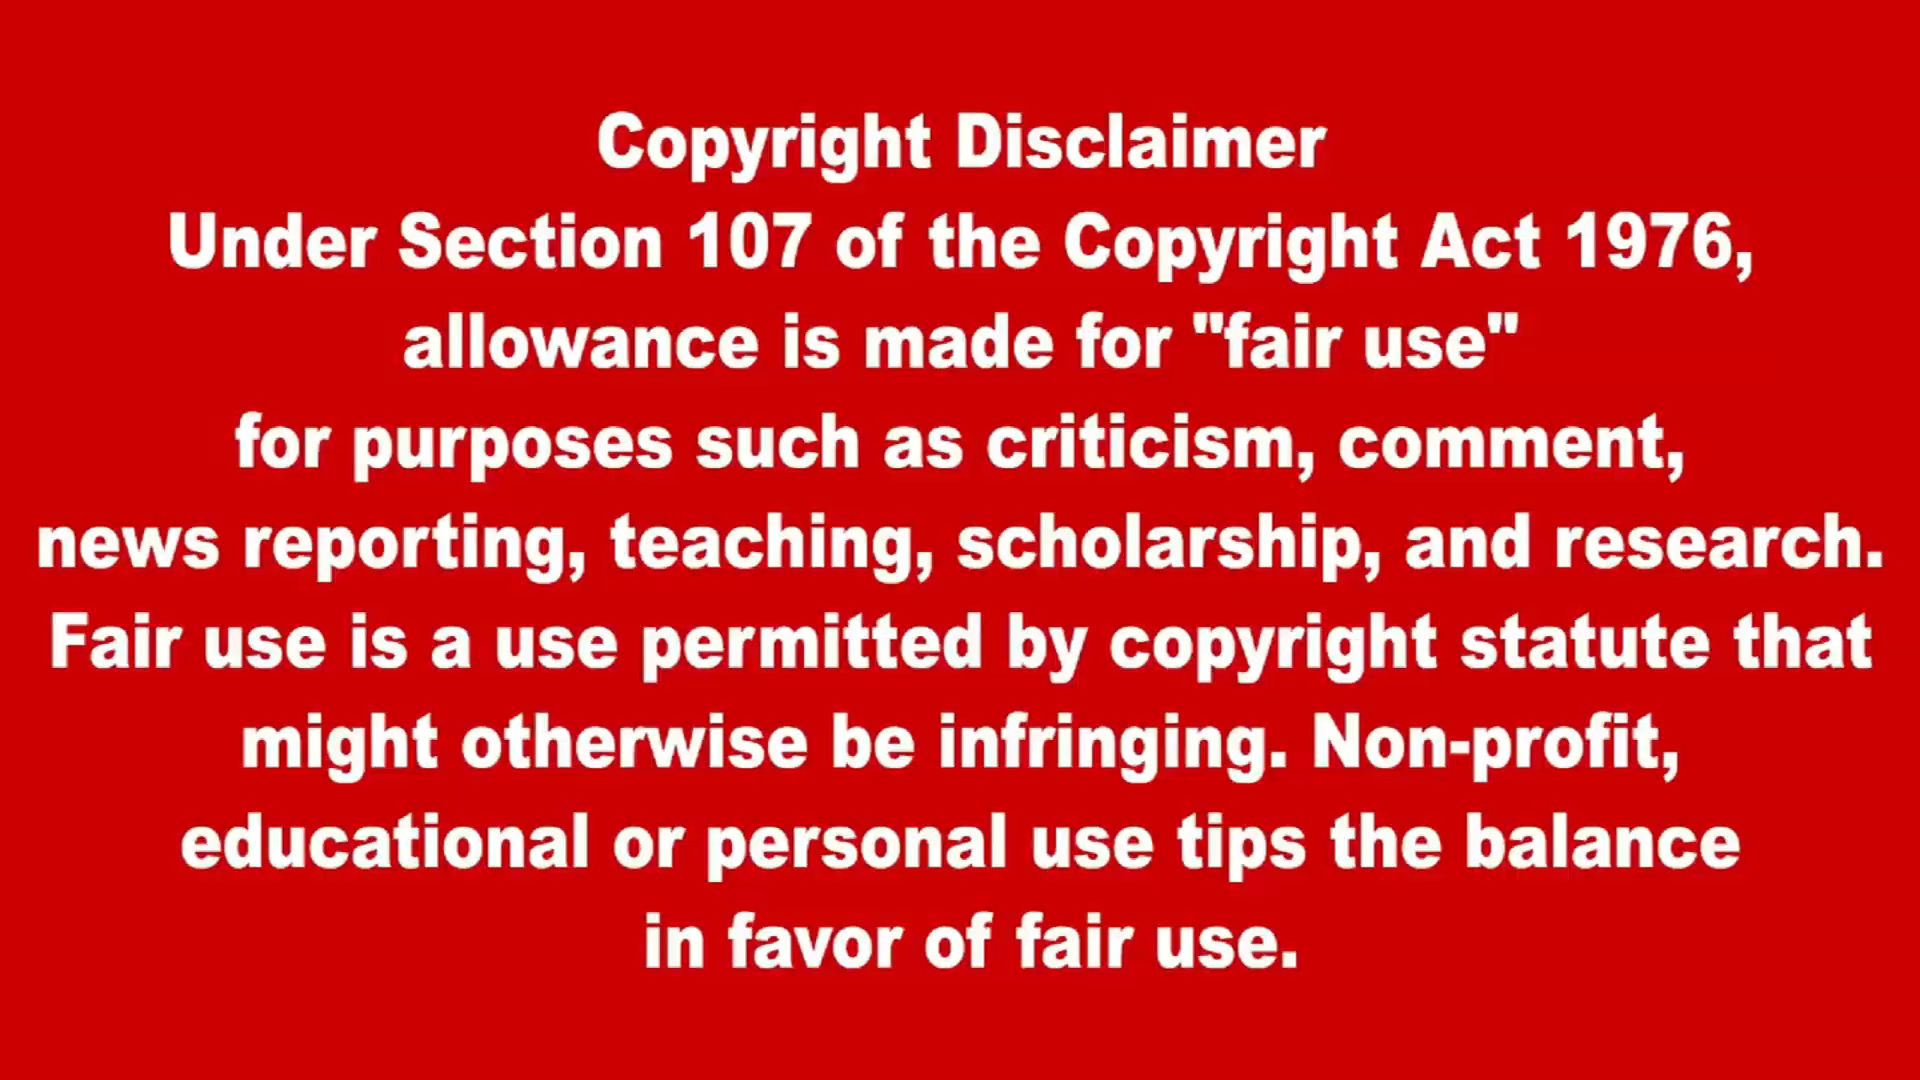 Copyright Disclaimer
Under Section 107 of the Copyright Act 1976,
allowance is made for "fair use"
for purposes such as criticism, comment,
news reporting, teaching, scholarship, and research.
Fair use is a use permitted by copyright statute that
might otherwise be infringing. Non-profit,
educational or personal use tips the balance
in favor of fair use.